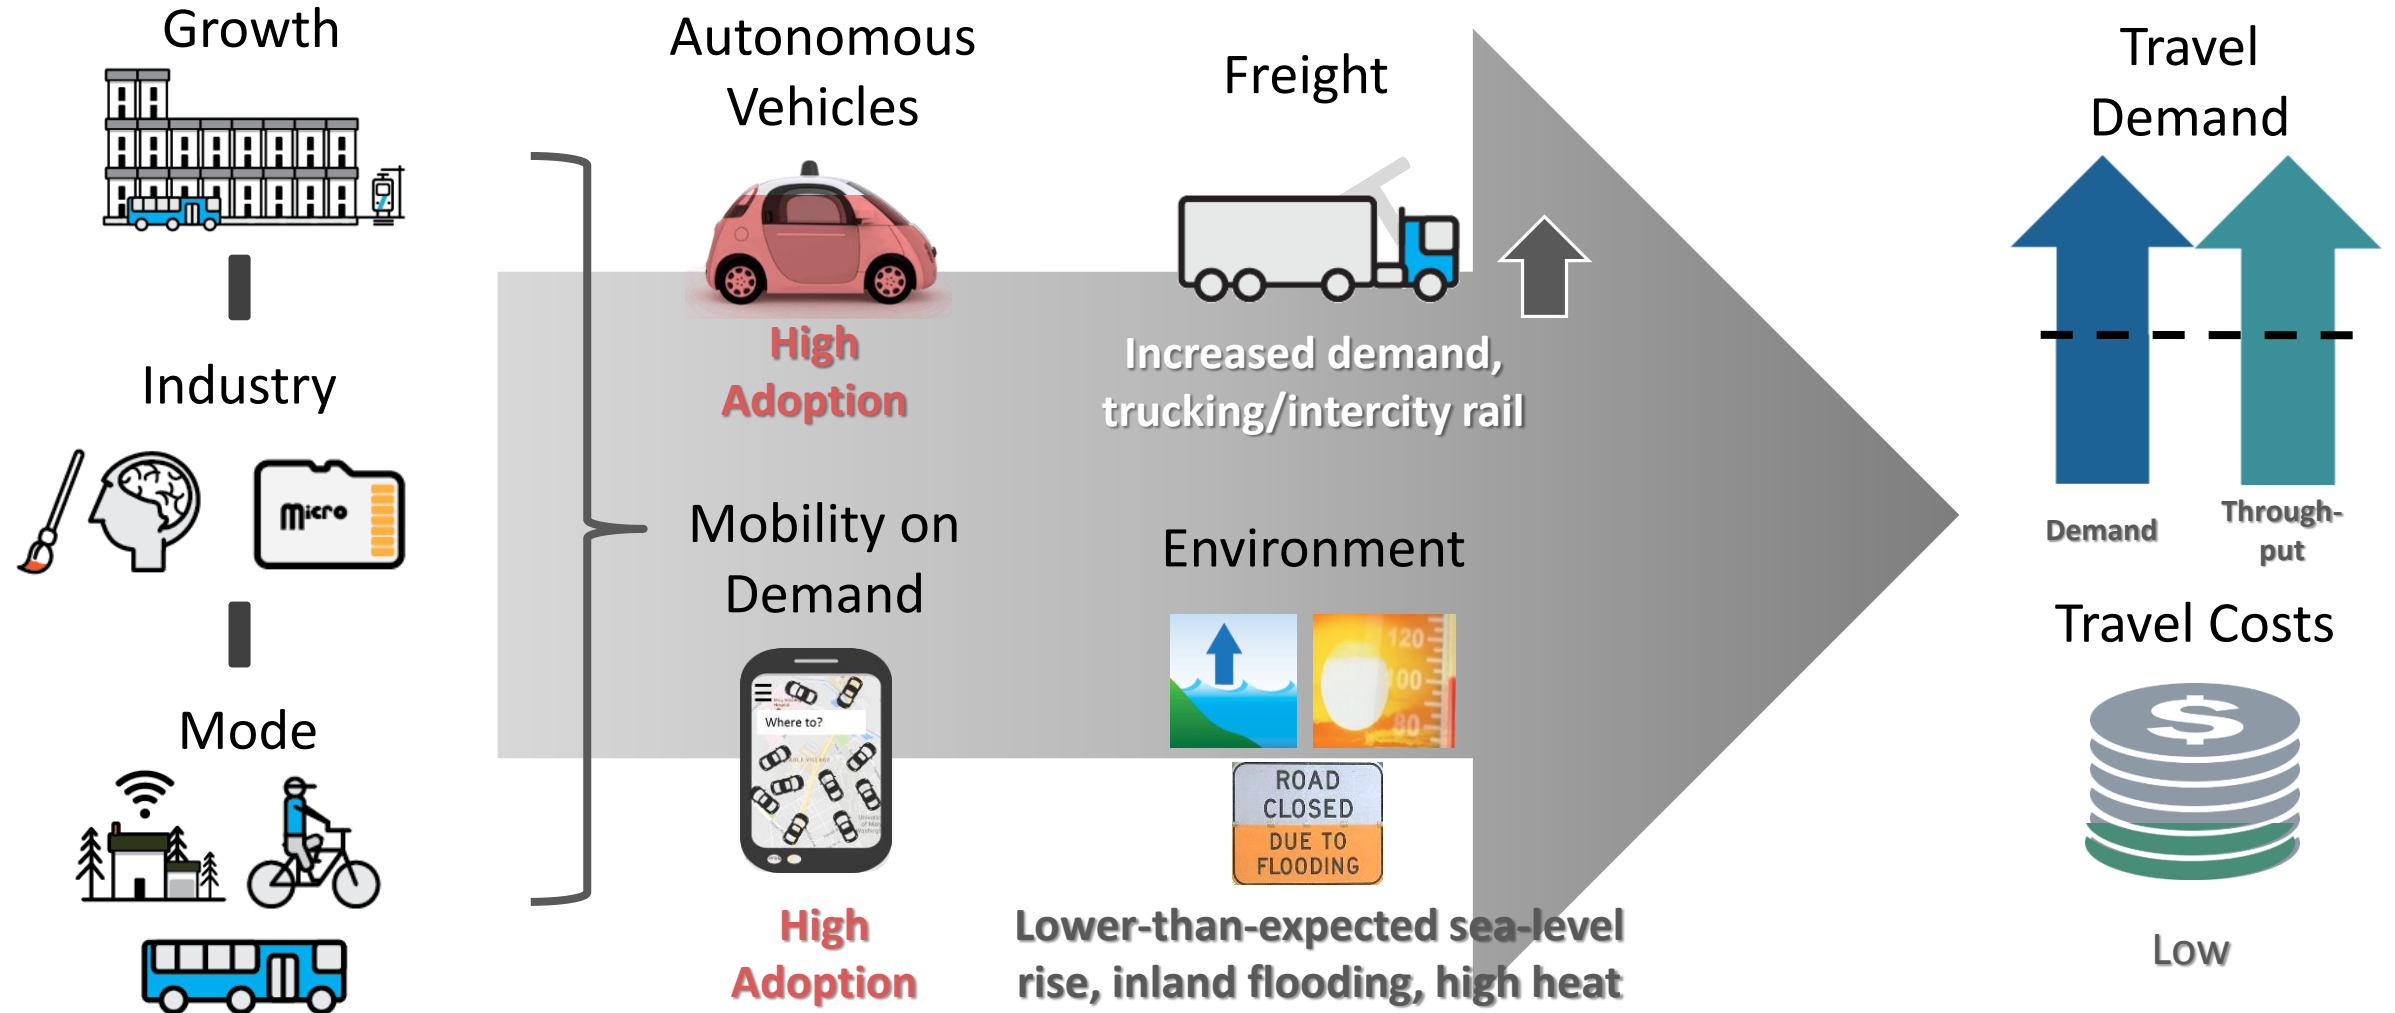 Growth
Industry
Micro
Mode
Autonomous
Vehicles
High
Adoption
Mobility on
Demand
Where to?
High
Adoption
Freight
Increased demand,
trucking/intercity rail
Environment
120
100
80
ROAD
CLOSED
DUE TO
FLOODING
Lower-than-expected sea-level
rise, inland flooding, high heat
Travel
Demand
Demand
Through-
put
Travel Costs
$
Low